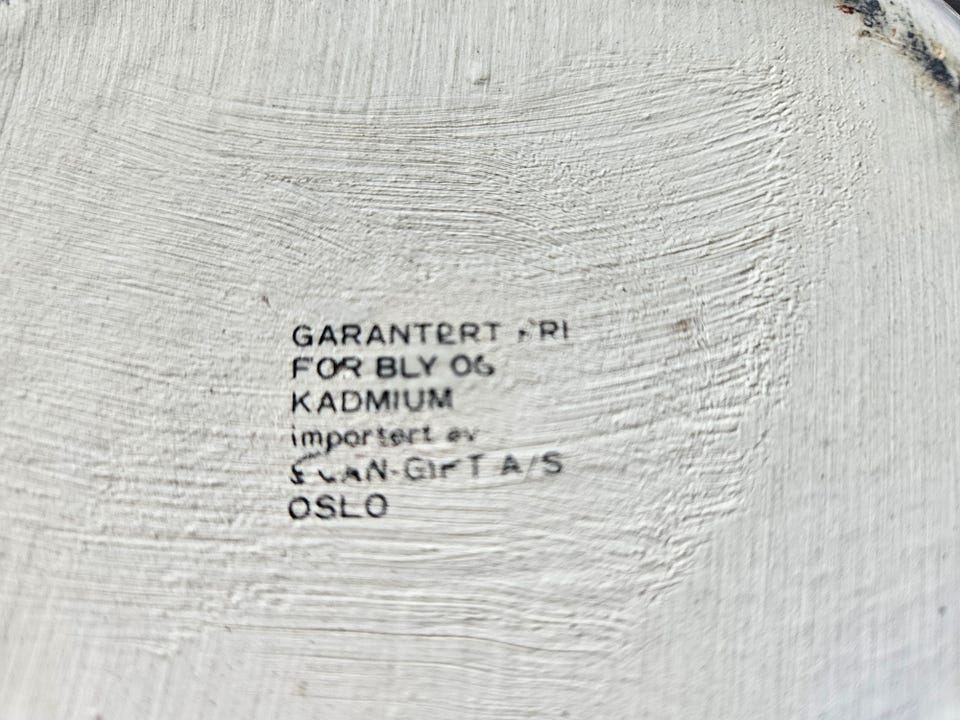 GARANTERT FRI
FOR BLY OG
KADMIUM
importert av
SCAN-GIFT A/S
OSLO